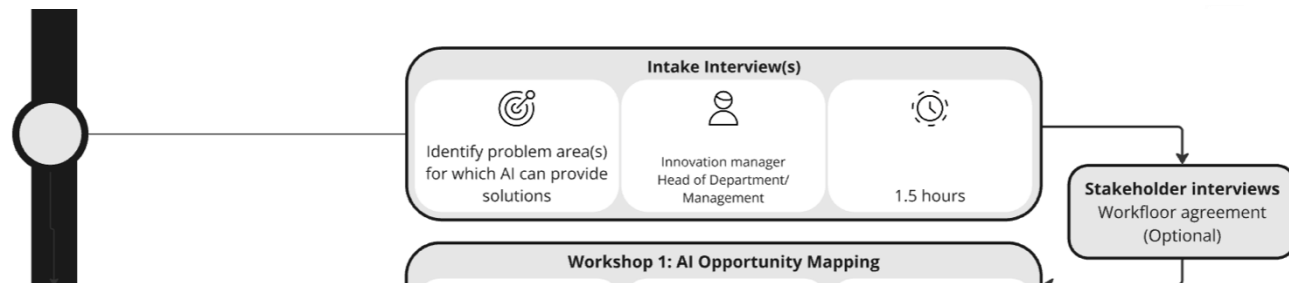 Intake Interview(s)
Identify problem area(s)
for which AI can provide
solutions
Innovation manager
Head of Department/
Management
1.5 hours
Stakeholder interviews
Workfloor agreement
(Optional)
Workshop 1: AI Opportunity Mapping